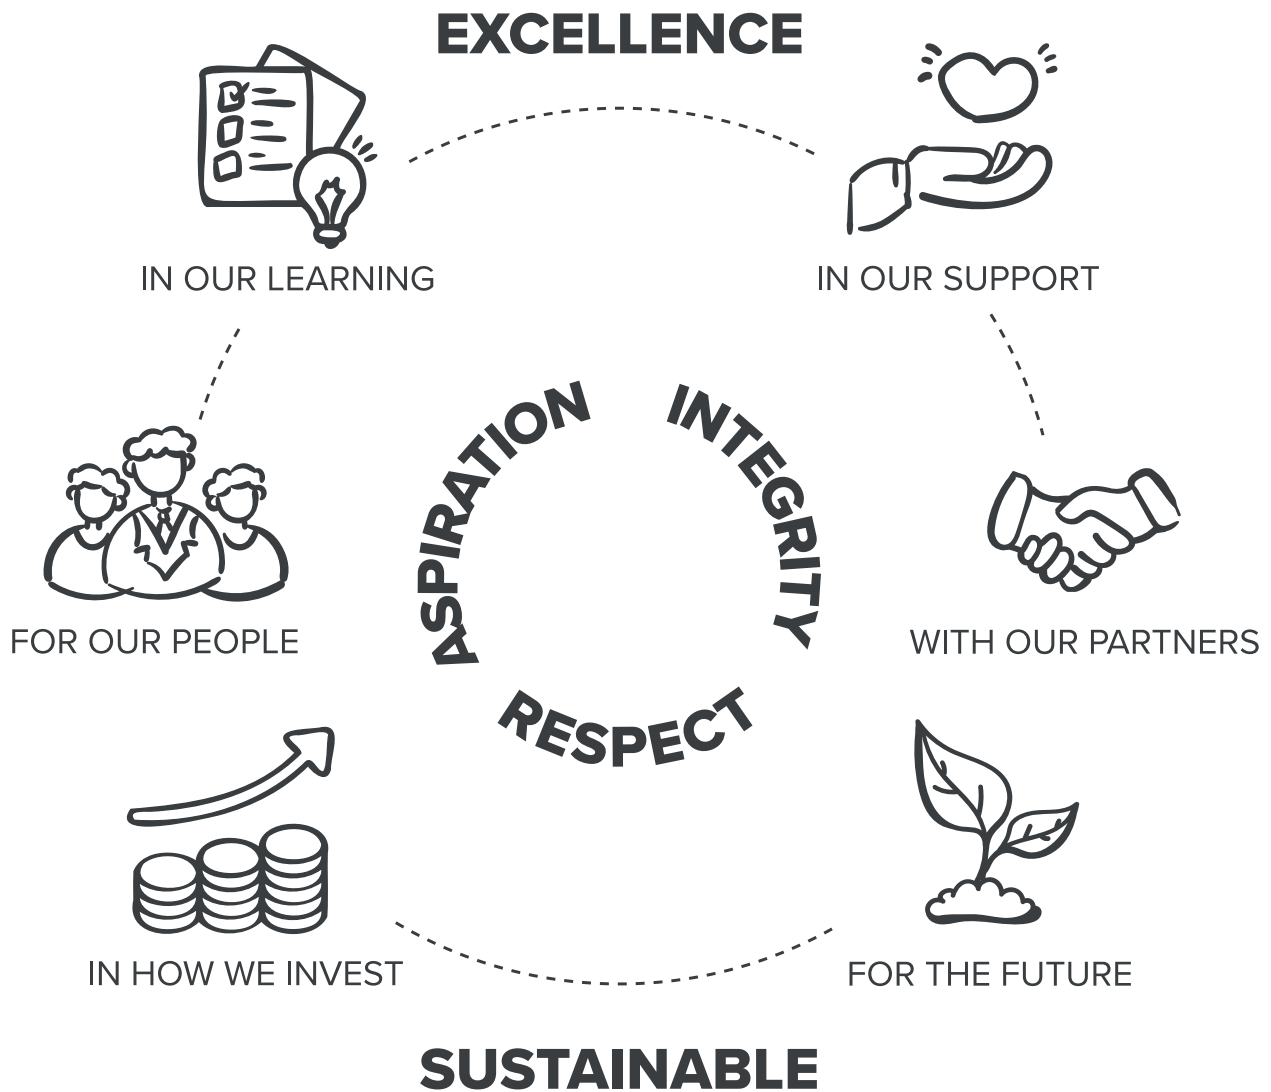 EXCELLENCE
IN OUR LEARNING
IN OUR SUPPORT
ASPIRATION
INTEGRITY
RESPECT
FOR OUR PEOPLE
WITH OUR PARTNERS
IN HOW WE INVEST
FOR THE FUTURE
SUSTAINABLE